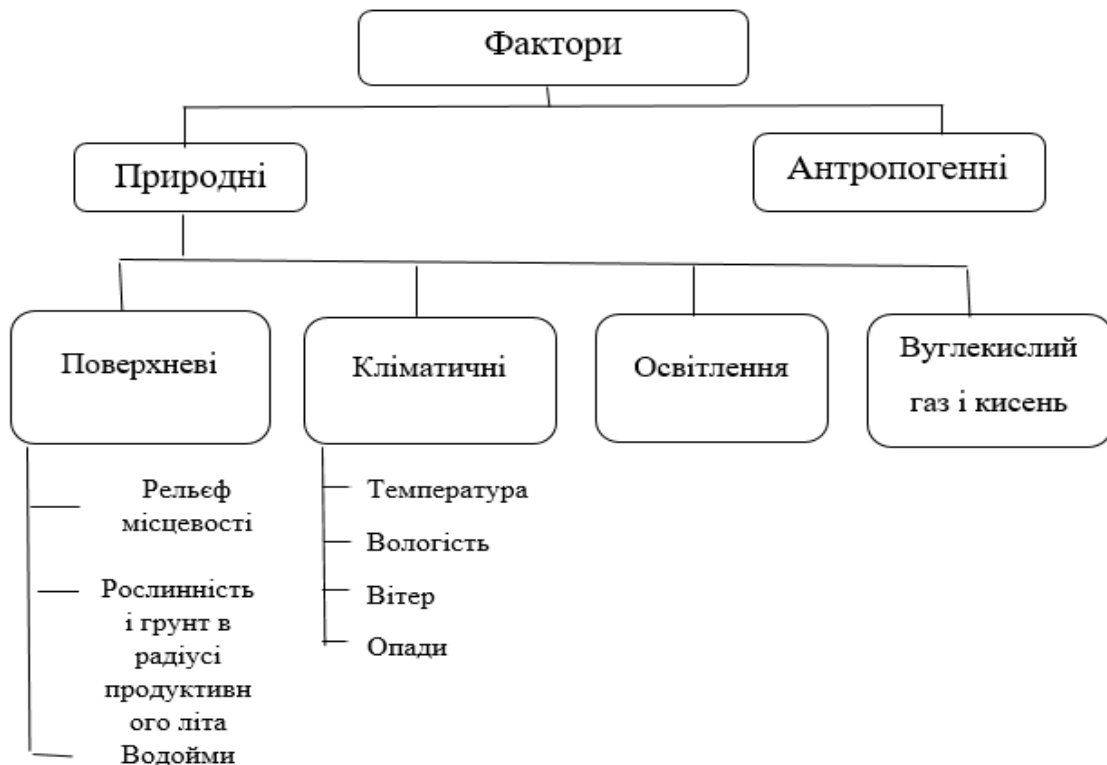 Фактори
Природні
Антропогенні
Поверхневі
Кліматичні
Освітлення
Вуглекислий
газ і кисень
Рельєф
місцевості
Рослинність
і грунт в
радіусі
продуктивн
ого літа
Водойми
Температура
Вологість
Вітер
Опади